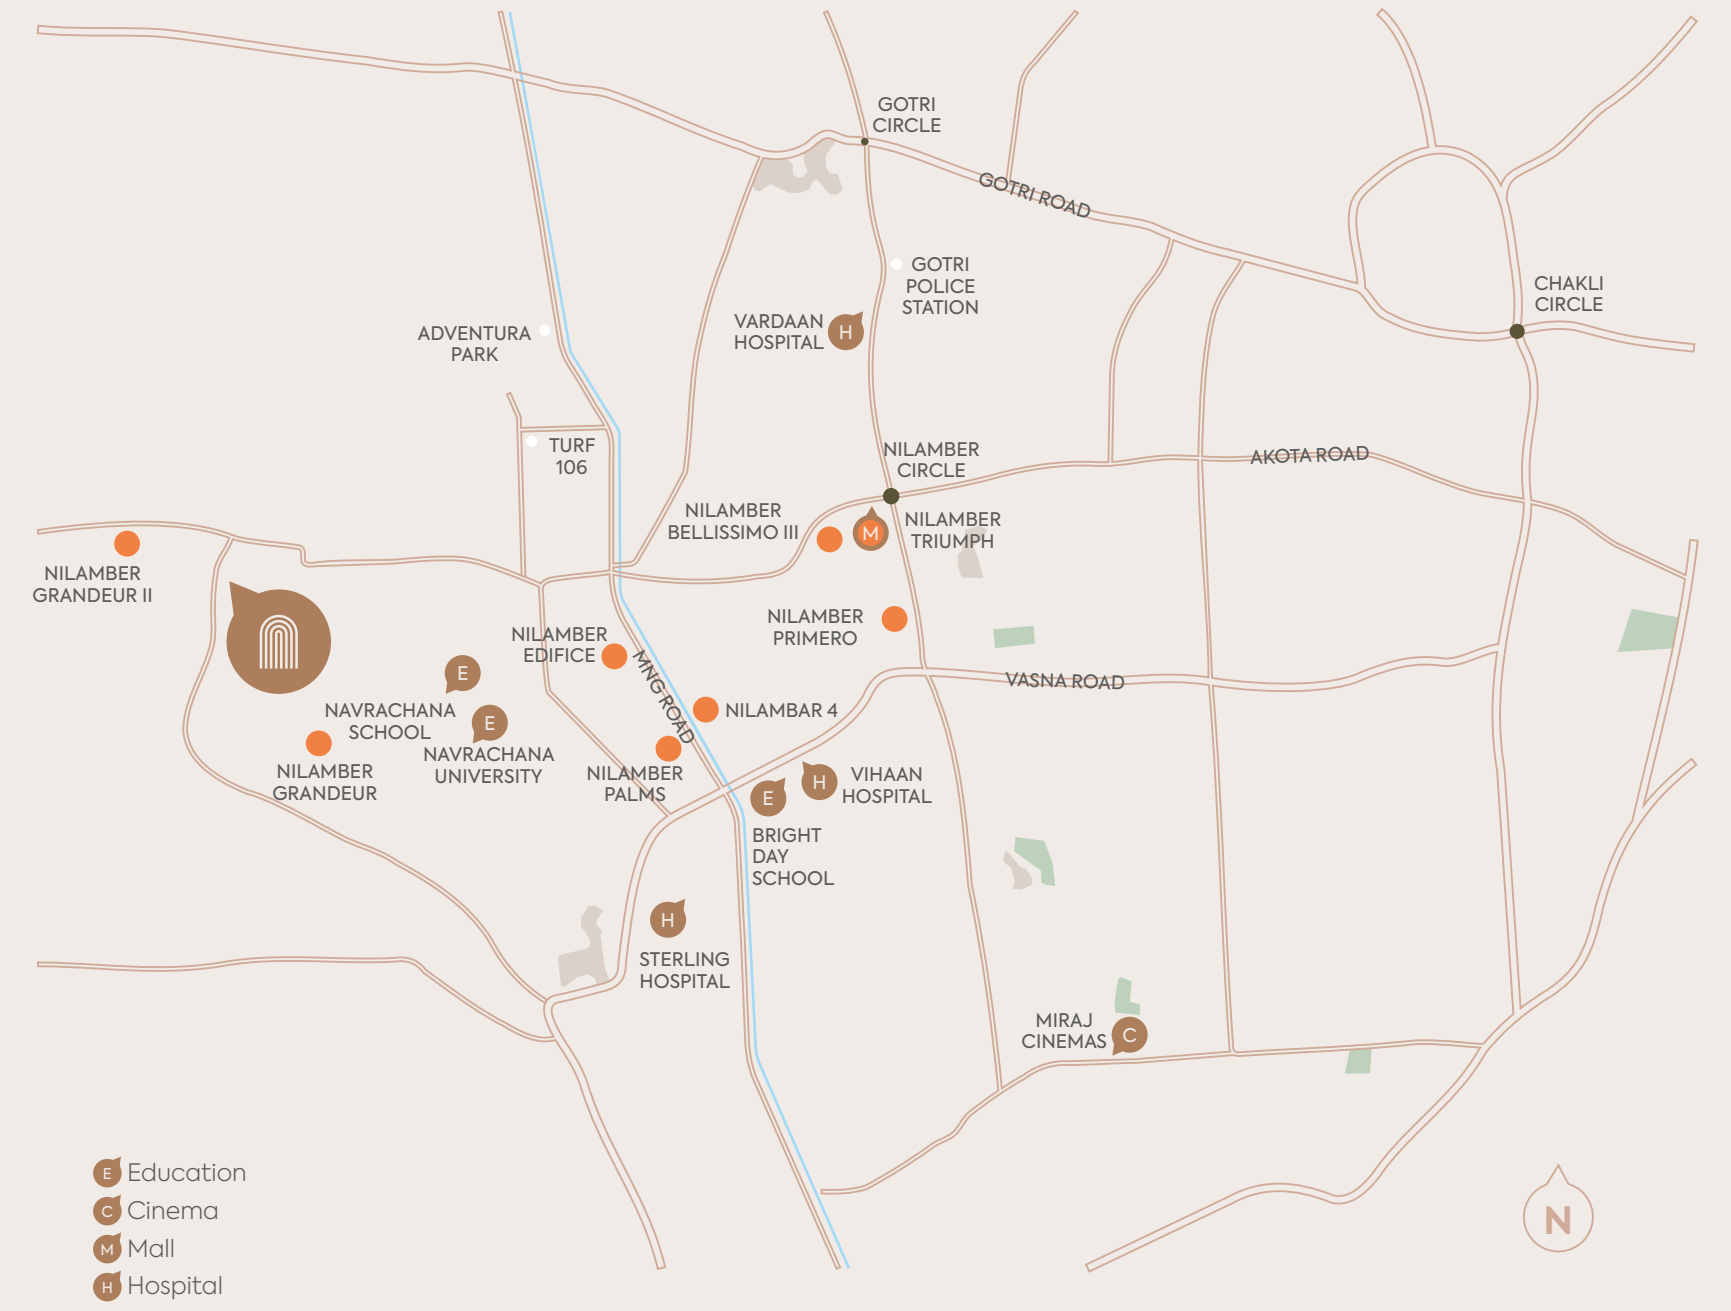 GOTRI
CIRCLE
GOTRI ROAD
GOTRI
POLICE
STATION
CHAKLI
CIRCLE
VARDAAN
HOSPITAL
H
ADVENTURA
PARK
TURF
106
NILAMBER
CIRCLE
AKOTA ROAD
NILAMBER
BELLISSIMO III
M
NILAMBER
TRIUMPH
NILAMBER
GRANDEUR II
NILAMBER
PRIMERO
NILAMBER
EDIFICE
MNG ROAD
VASNA ROAD
E
NAVRACHANA
SCHOOL
E
NAVRACHANA
UNIVERSITY
NILAMBAR 4
NILAMBER
GRANDEUR
NILAMBER
PALMS
E
BRIGHT
DAY
SCHOOL
H
VIHAAN
HOSPITAL
H
STERLING
HOSPITAL
MIRAJ
CINEMAS
C
E Education
C Cinema
M Mall
H Hospital
N